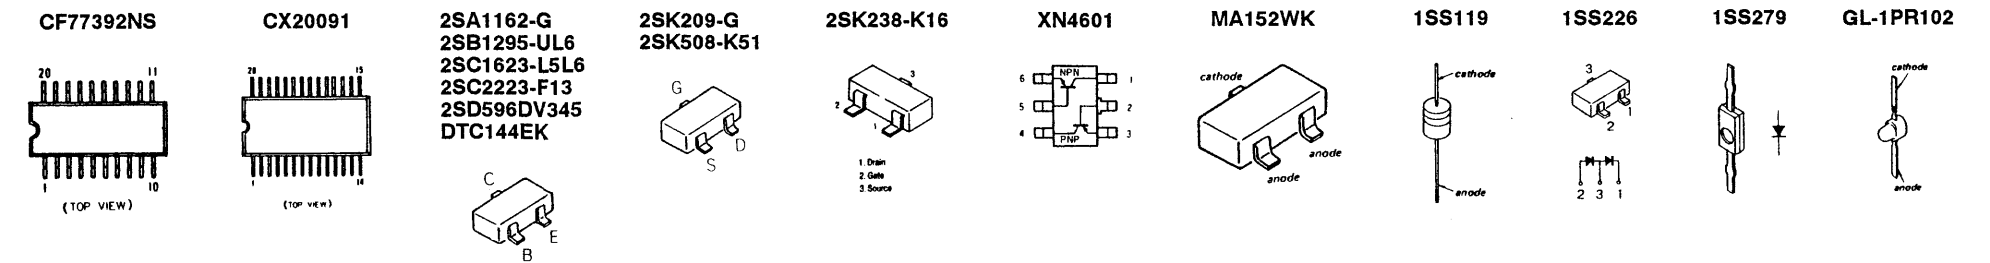 CF77392NS
20 11
1 10
(TOP VIEW)
CX20091
28 15
1 14
(TOP VIEW)
2SA1162-G
2SB1295-UL6
2SC1623-L5L6
2SC2223-F13
2SD596DV345
DTC144EK
C
E
B
2SK209-G
2SK508-K51
G
D
S
2SK238-K16
3
2
1
1. Drain
2. Gate
3. Source
XN4601
6 NPN 1
5 2
4 PNP 3
MA152WK
cathode
anode
anode
1SS119
cathode
anode
1SS226
3
1
2
2 3 1
1SS279
GL-1PR102
cathode
anode